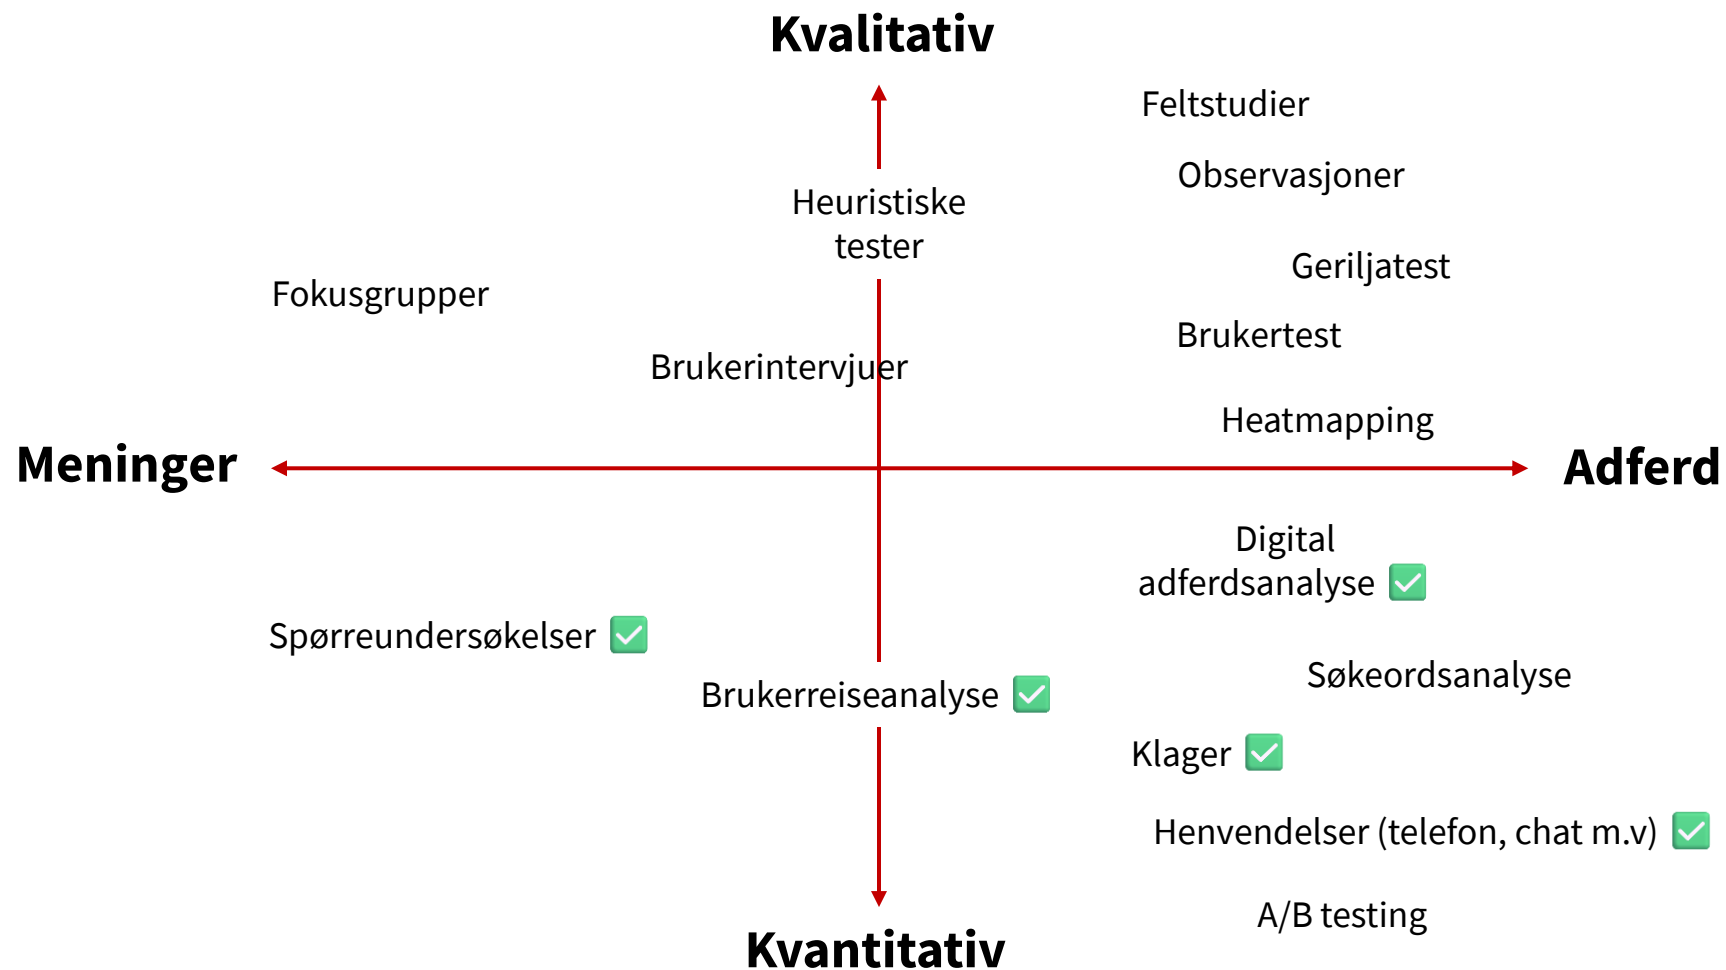 Kvalitativ
Feltstudier
Observasjoner
Heuristiske
tester
Geriljatest
Fokusgrupper
Brukertest
Brukerintervjuer
Heatmapping
Meninger
Adferd
Digital
adferdsanalyse ✅
Spørreundersøkelser ✅
Søkeordsanalyse
Brukerreiseanalyse ✅
Klager ✅
Henvendelser (telefon, chat m.v) ✅
A/B testing
Kvantitativ